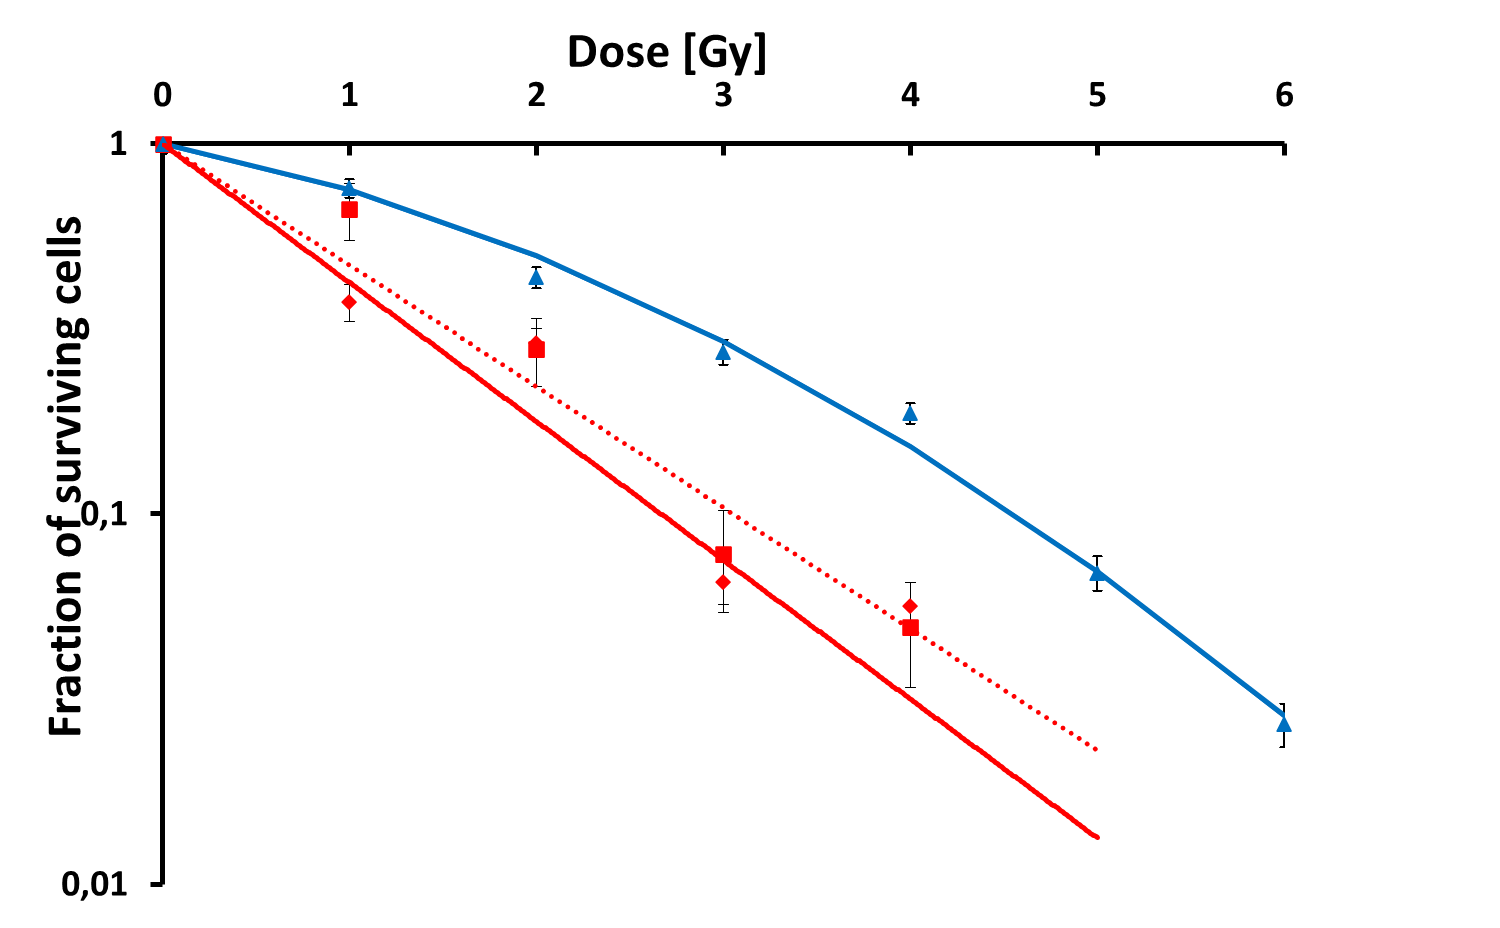 Dose [Gy]
0 1 2 3 4 5 6
1
0,1
0,01
Fraction of surviving cells